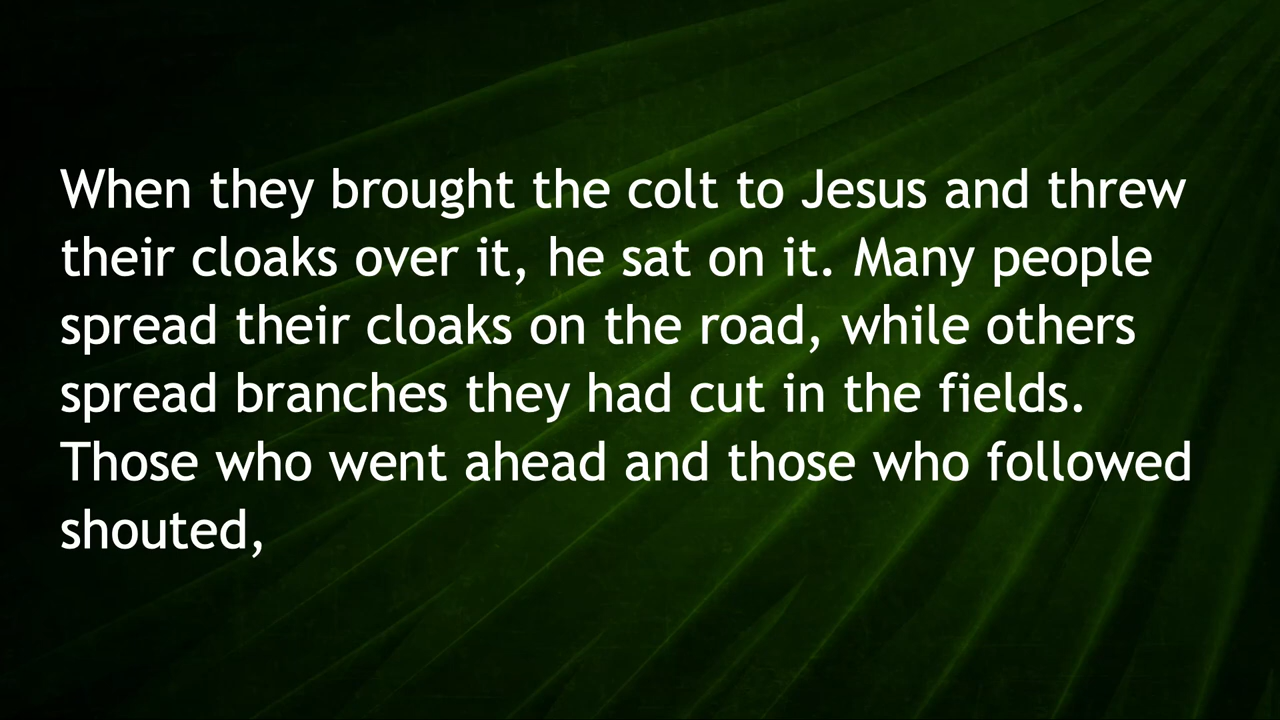 When they brought the colt to Jesus and threw
their cloaks over it, he sat on it. Many people
spread their cloaks on the road, while others
spread branches they had cut in the fields.
Those who went ahead and those who followed
shouted,